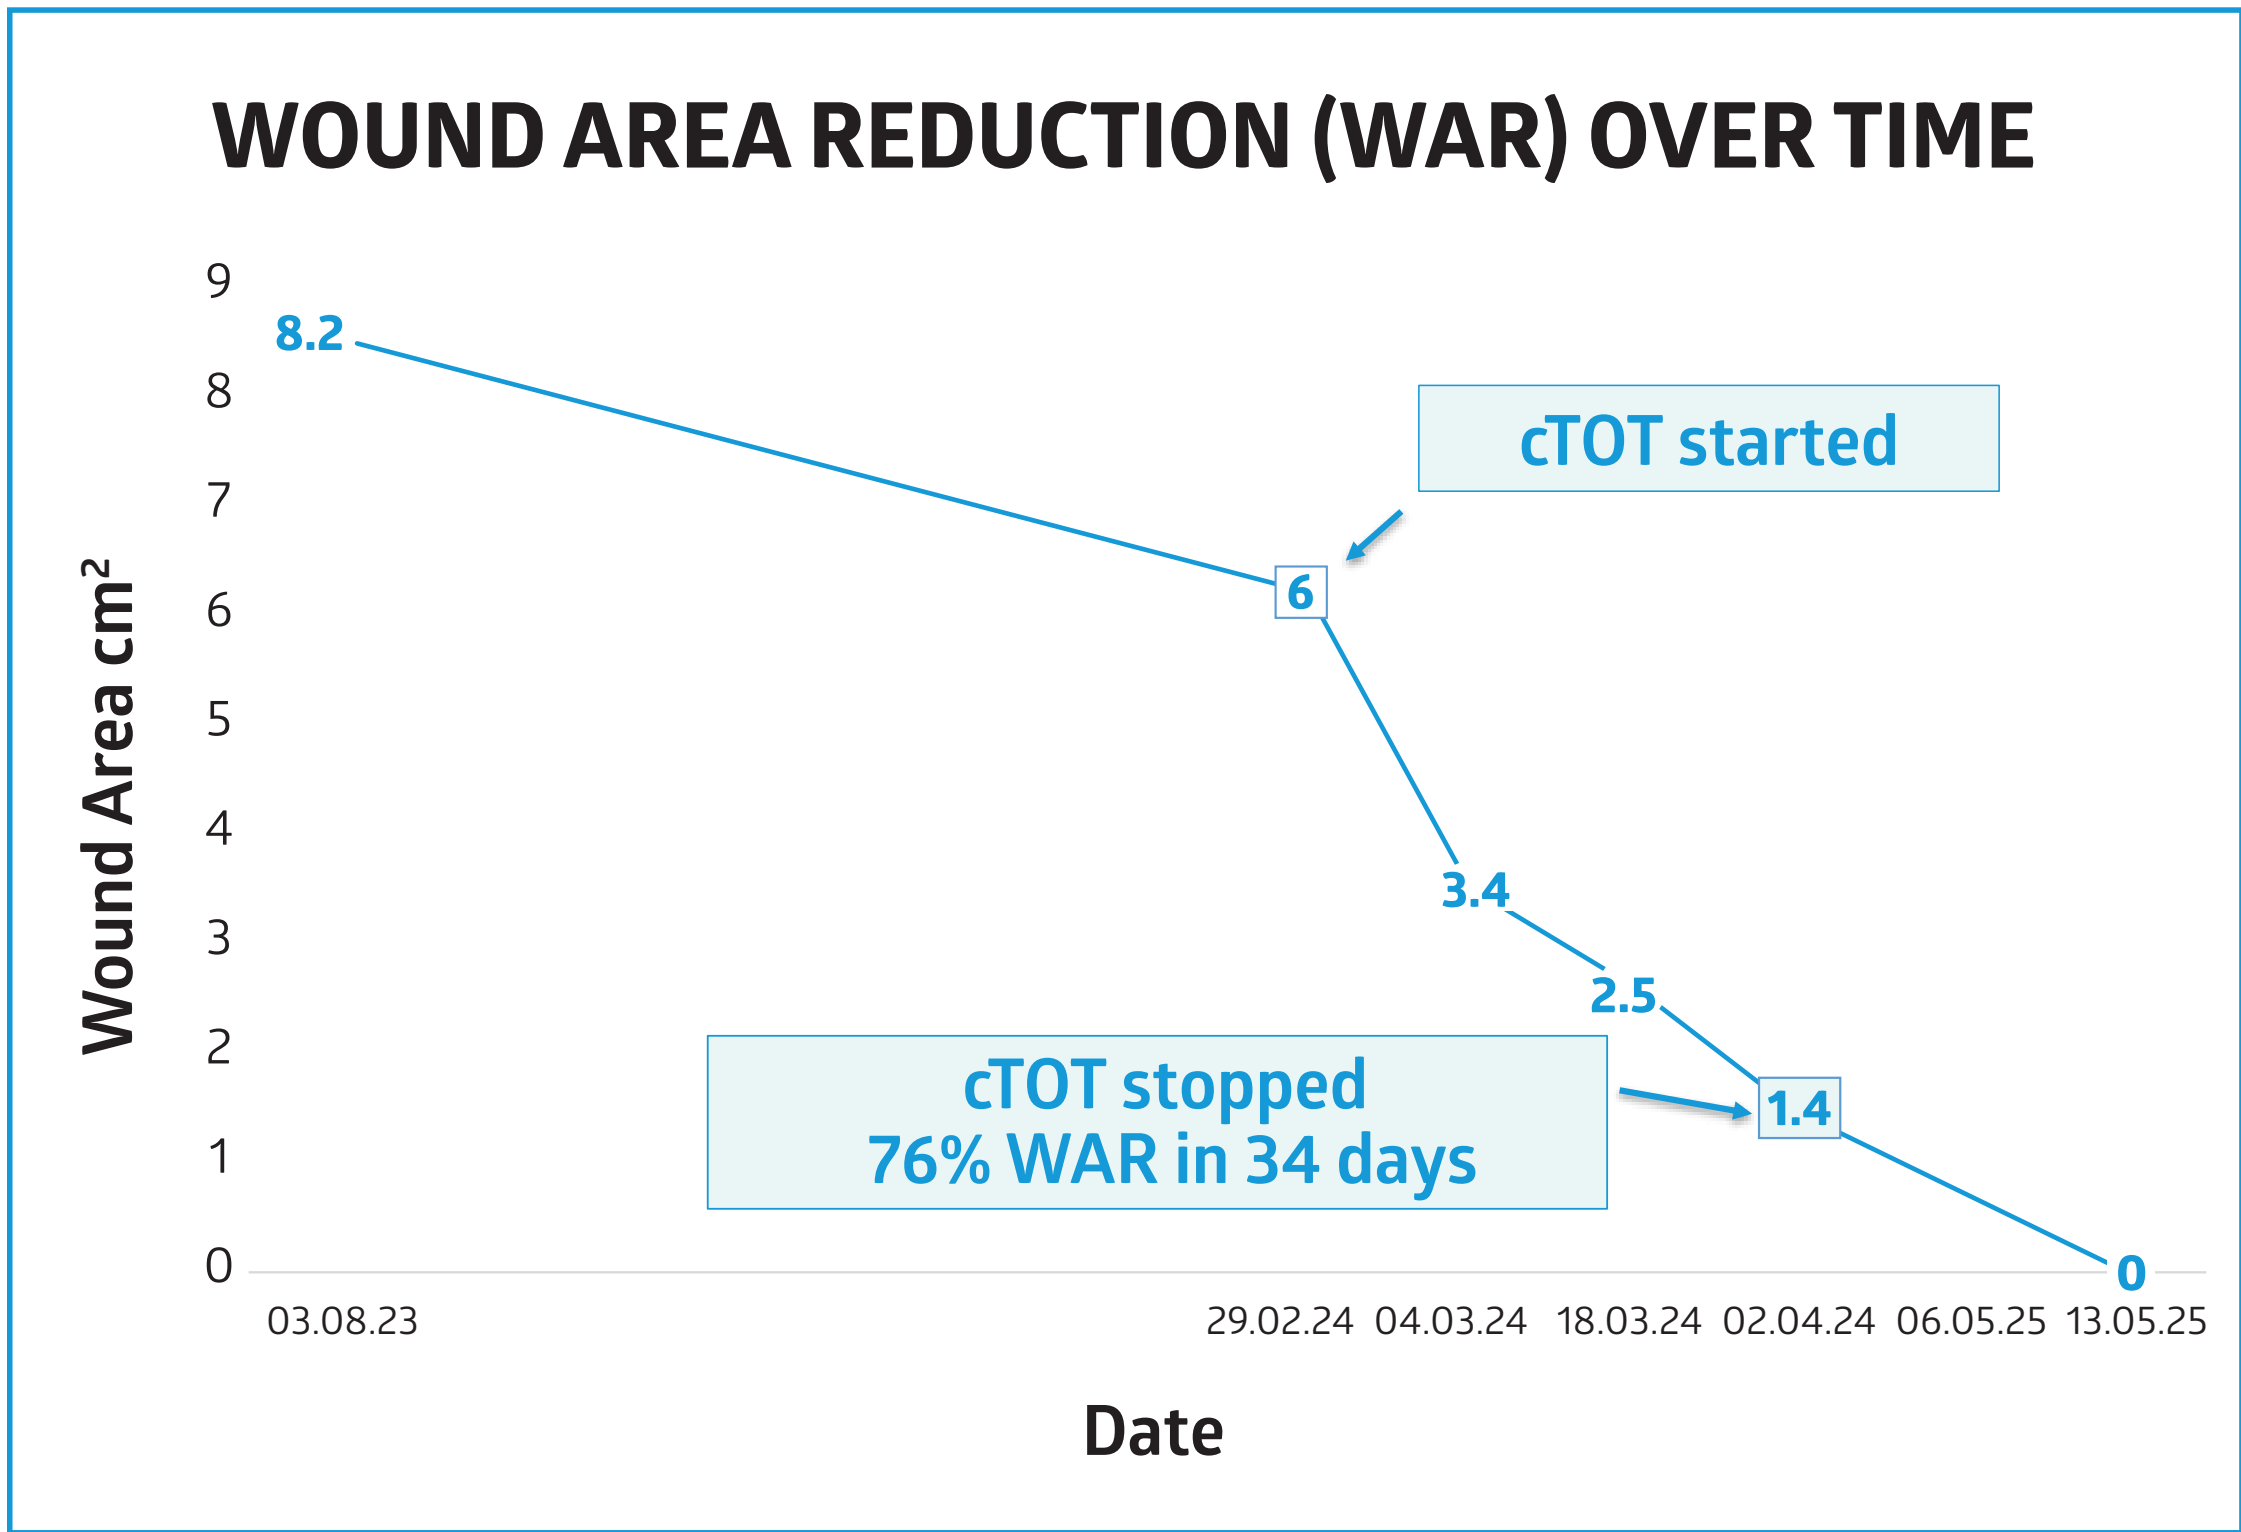 WOUND AREA REDUCTION (WAR) OVER TIME
Wound Area cm²
9
8
7
6
5
4
3
2
1
0
8.2
6
3.4
2.5
1.4
0
cTOT started
cTOT stopped
76% WAR in 34 days
03.08.23 29.02.24 04.03.24 18.03.24 02.04.24 06.05.25 13.05.25
Date